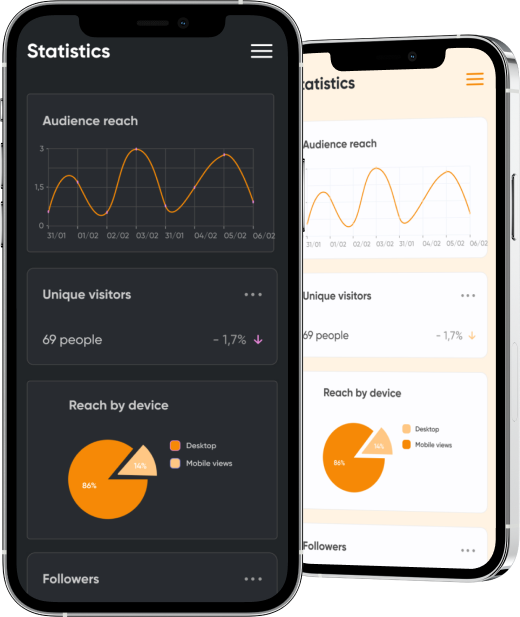 Statistics
Audience reach
3
1,5
0
31/01 01/02 02/02 03/02 31/01 04/02 05/02 06/02
Unique visitors
69 people - 1,7%
Reach by device
86%
14%
Desktop
Mobile views
Followers
tatistics
Audience reach
31/01 01/02 02/02 03/02 31/01 04/02 05/02 06/02
Unique visitors
69 people - 1,7%
Reach by device
86%
14%
Desktop
Mobile views
Followers